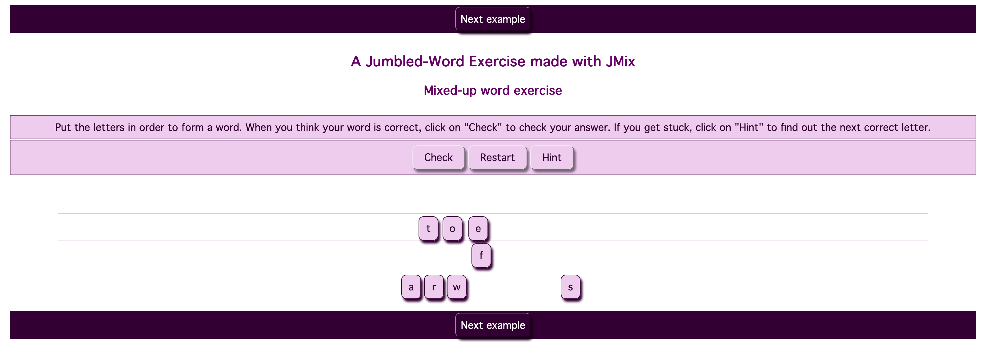 Next example
A Jumbled-Word Exercise made with JMix
Mixed-up word exercise
Put the letters in order to form a word. When you think your word is correct, click on "Check" to check your answer. If you get stuck, click on "Hint" to find out the next correct letter.
Check Restart Hint
t o e
f
a r w s
Next example